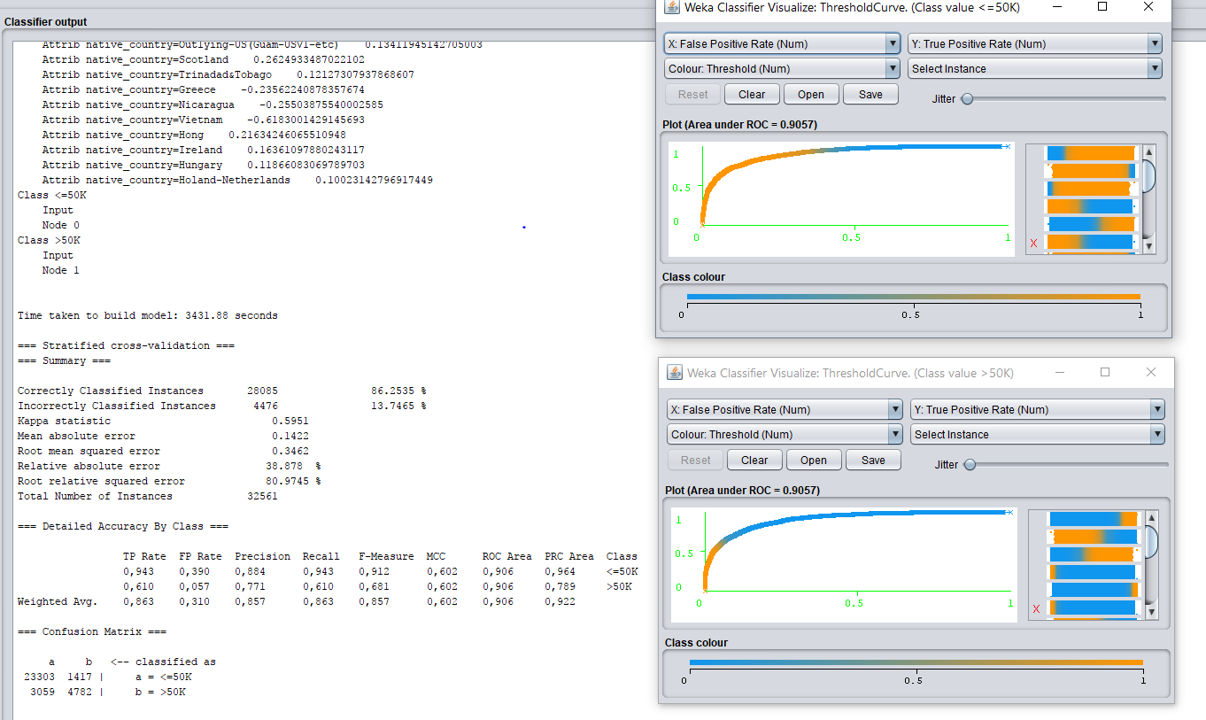 Classifier output
Attrib native_country=Outlying-US(Guam-USVI-etc) 0.13411945142705003
Attrib native_country=Scotland 0.2624933487022102
Attrib native_country=Trinadad&Tobago 0.12127307937868607
Attrib native_country=Greece -0.23562240878357674
Attrib native_country=Nicaragua -0.25503875540002585
Attrib native_country=Vietnam -0.6183001429145693
Attrib native_country=Hong 0.21634246065510948
Attrib native_country=Ireland 0.16361097880243117
Attrib native_country=Hungary 0.11866083069789703
Attrib native_country=Holand-Netherlands 0.10023142796917449
Class <=50K
Input
Node 0
Class >50K
Input
Node 1
Time taken to build model: 3431.88 seconds
=== Stratified cross-validation ===
=== Summary ===
Correctly Classified Instances 28085 86.2535 %
Incorrectly Classified Instances 4476 13.7465 %
Kappa statistic 0.5951
Mean absolute error 0.1422
Root mean squared error 0.3462
Relative absolute error 38.878 %
Root relative squared error 80.9745 %
Total Number of Instances 32561
=== Detailed Accuracy By Class ===
TP Rate FP Rate Precision Recall F-Measure MCC ROC Area PRC Area Class
0,943 0,390 0,884 0,943 0,912 0,602 0,906 0,964 <=50K
0,610 0,057 0,771 0,610 0,681 0,602 0,906 0,789 >50K
Weighted Avg. 0,863 0,310 0,857 0,863 0,857 0,602 0,906 0,922
=== Confusion Matrix ===
a b <-- classified as
23303 1417 | a = <=50K
3059 4782 | b = >50K
Weka Classifier Visualize: ThresholdCurve. (Class value <=50K)
X: False Positive Rate (Num) Y: True Positive Rate (Num)
Colour: Threshold (Num) Select Instance
Reset Clear Open Save Jitter
Plot (Area under ROC = 0.9057)
1
0.5
0
0 0.5 1
X
Class colour
0 0.5 1
Weka Classifier Visualize: ThresholdCurve. (Class value >50K)
X: False Positive Rate (Num) Y: True Positive Rate (Num)
Colour: Threshold (Num) Select Instance
Reset Clear Open Save Jitter
Plot (Area under ROC = 0.9057)
1
0.5
0
0 0.5 1
X
Class colour
0 0.5 1